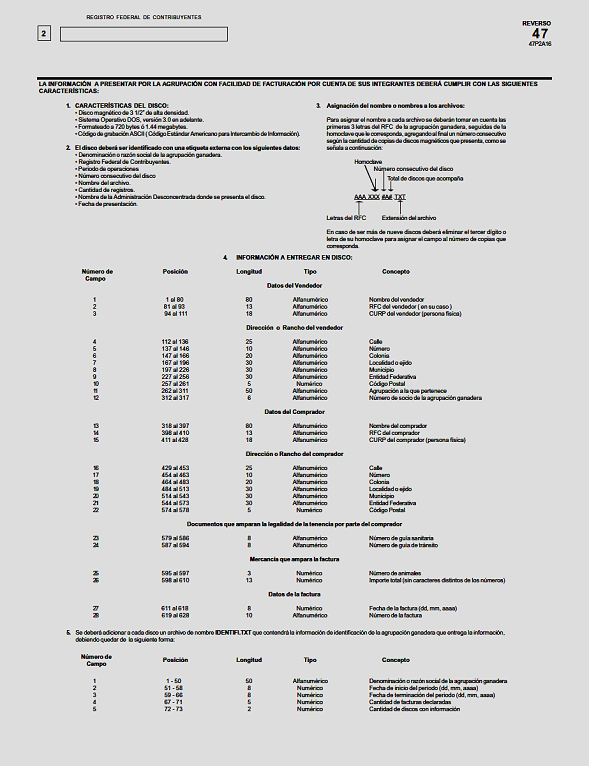 REGISTRO FEDERAL DE CONTRIBUYENTES
2
REVERSO
47
47P2A16
LA INFORMACIÓN A PRESENTAR POR LA AGRUPACIÓN CON FACILIDAD DE FACTURACIÓN POR CUENTA DE SUS INTEGRANTES DEBERÁ CUMPLIR CON LAS SIGUIENTES
CARACTERÍSTICAS:
1. CARACTERÍSTICAS DEL DISCO:
• Disco magnético de 3 1/2" de alta densidad.
• Sistema Operativo DOS, versión 3.0 en adelante.
• Formateado a 720 bytes ó 1.44 megabytes.
• Código de grabación ASCII ( Código Estándar Americano para Intercambio de Información).
2. El disco deberá ser identificado con una etiqueta externa con los siguientes datos:
• Denominación o razón social de la agrupación ganadera.
• Registro Federal de Contribuyentes.
• Periodo de operaciones
• Número consecutivo del disco
• Nombre del archivo.
• Cantidad de registros.
• Nombre de la Administración Desconcentrada donde se presenta el disco.
• Fecha de presentación.
3. Asignación del nombre o nombres a los archivos:
Para asignar el nombre a cada archivo se deberán tomar en cuenta las
primeras 3 letras del RFC de la agrupación ganadera, seguidas de la
homoclave que le corresponda, agregando al final un número consecutivo
según la cantidad de copias de discos magnéticos que presenta, como se
señala a continuación:
Homoclave
Número consecutivo del disco
Total de discos que acompaña
AAA XXX ### .TXT
Letras del RFC Extensión del archivo
En caso de ser más de nueve discos deberá eliminar el tercer dígito o
letra de su homoclave para asignar el campo al número de copias que
corresponda.
4. INFORMACIÓN A ENTREGAR EN DISCO:
Número de Campo Posición Longitud Tipo Concepto
Datos del Vendedor
1 1 al 80 80 Alfanumérico Nombre del vendedor
2 81 al 93 13 Alfanumérico RFC del vendedor ( en su caso )
3 94 al 111 18 Alfanumérico CURP del vendedor (persona física)
Dirección o Rancho del vendedor
4 112 al 136 25 Alfanumérico Calle
5 137 al 146 10 Alfanumérico Número
6 147 al 166 20 Alfanumérico Colonia
7 167 al 196 30 Alfanumérico Localidad o ejido
8 197 al 226 30 Alfanumérico Municipio
9 227 al 256 30 Alfanumérico Entidad Federativa
10 257 al 261 5 Numérico Código Postal
11 262 al 311 50 Alfanumérico Agrupación a la que pertenece
12 312 al 317 6 Alfanumérico Número de socio de la agrupación ganadera
Datos del Comprador
13 318 al 397 80 Alfanumérico Nombre del comprador
14 398 al 410 13 Alfanumérico RFC del comprador
15 411 al 428 18 Alfanumérico CURP del comprador (persona física)
Dirección o Rancho del comprador
16 429 al 453 25 Alfanumérico Calle
17 454 al 463 10 Alfanumérico Número
18 464 al 483 20 Alfanumérico Colonia
19 484 al 513 30 Alfanumérico Localidad o ejido
20 514 al 543 30 Alfanumérico Municipio
21 544 al 573 30 Alfanumérico Entidad Federativa
22 574 al 578 5 Numérico Código Postal
Documentos que amparan la legalidad de la tenencia por parte del comprador
23 579 al 586 8 Alfanumérico Número de guía sanitaria
24 587 al 594 8 Alfanumérico Número de guía de tránsito
Mercancía que ampara la factura
25 595 al 597 3 Numérico Número de animales
26 598 al 610 13 Numérico Importe total (sin caracteres distintos de los números)
Datos de la factura
27 611 al 618 8 Numérico Fecha de la factura (dd, mm, aaaa)
28 619 al 628 10 Alfanumérico Número de la factura
5. Se deberá adicionar a cada disco un archivo de nombre IDENTIFI.TXT que contendrá la información de identificación de la agrupación ganadera que entrega la información,
debiendo quedar de la siguiente forma:
Número de Campo Posición Longitud Tipo Concepto
1 1 - 50 50 Alfanumérico Denominación o razón social de la agrupación ganadera
2 51 - 58 8 Numérico Fecha de inicio del periodo (dd, mm, aaaa)
3 59 - 66 8 Numérico Fecha de terminación del periodo (dd, mm, aaaa)
4 67 - 71 5 Numérico Cantidad de facturas declaradas
5 72 - 73 2 Numérico Cantidad de discos con información